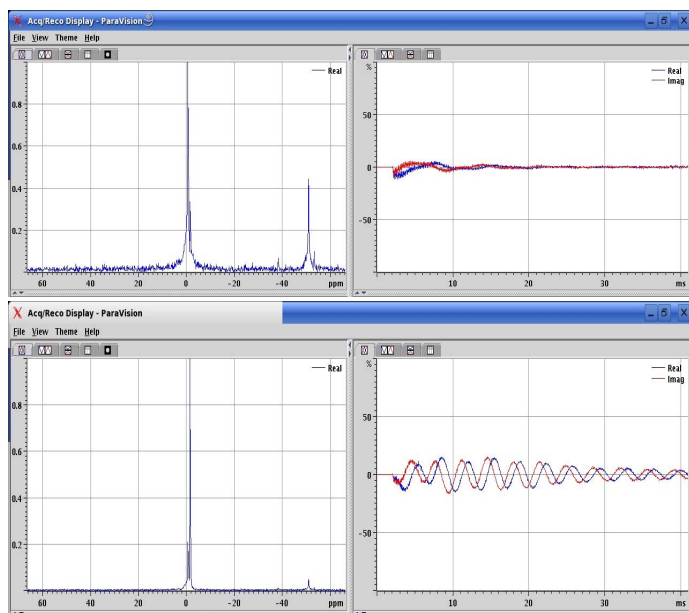 Acq/Reco Display - ParaVision
File View Theme Help
Real
0.8
0.6
0.4
0.2
60 40 20 0 -20 -40 ppm
%
Real
Imag
50
0
-50
10 20 30 ms
Acq/Reco Display - ParaVision
File View Theme Help
Real
0.8
0.6
0.4
0.2
60 40 20 0 -20 -40 ppm
%
Real
Imag
50
0
-50
10 20 30 ms